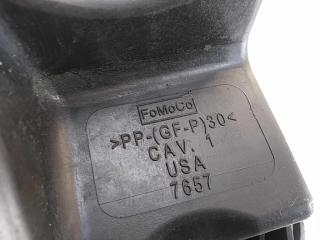 FoMoCo
>PP-(GF-P)30<
CAV. 1
USA
7657